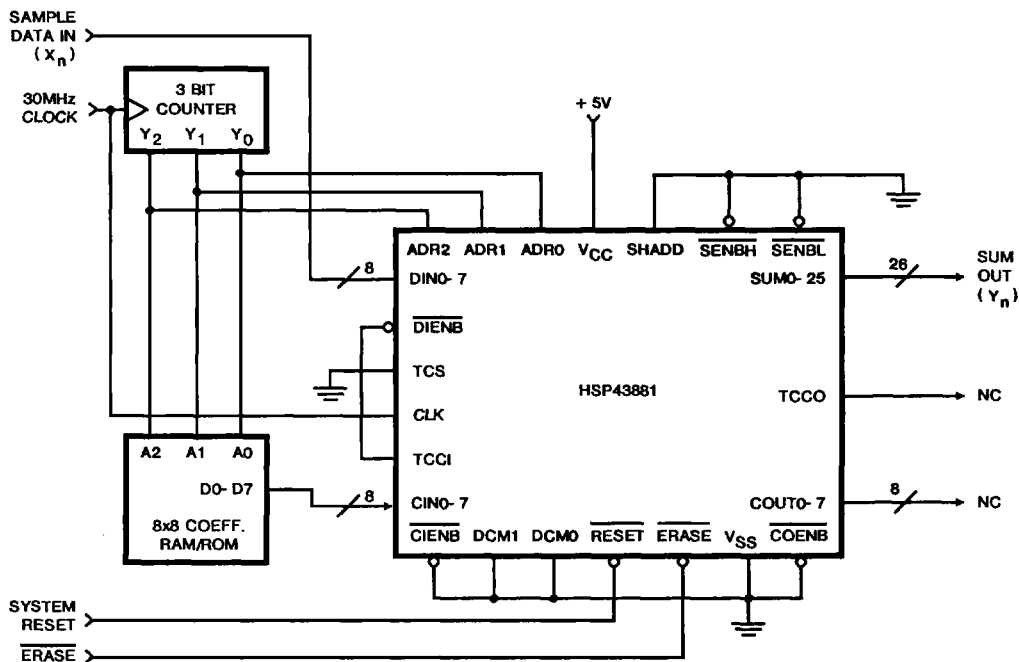 SAMPLE
DATA IN
(Xn)
30MHz
CLOCK
3 BIT
COUNTER
Y2 Y1 Y0
+ 5V
ADR2 ADR1 ADR0 VCC SHADD SENBH SENBL
DIN0- 7
8
SUM0- 25
26
SUM
OUT
(Yn)
DIENB
TCS
HSP43881
TCCO
NC
CLK
TCCI
A2 A1 A0
D0- D7
8
CIN0- 7
COUT0- 7
8
NC
8x8 COEFF.
RAM/ROM
CIENB DCM1 DCM0 RESET ERASE VSS COENB
SYSTEM
RESET
ERASE